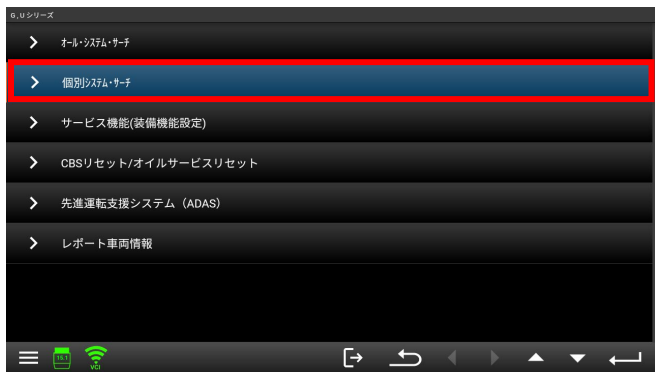 G,Uシリーズ
ｵｰﾙ･ｼｽﾃﾑ･ｻｰﾁ
個別ｼｽﾃﾑ･ｻｰﾁ
サービス機能(装備機能設定)
CBSリセット/オイルサービスリセット
先進運転支援システム（ADAS）
レポート車両情報
VCI